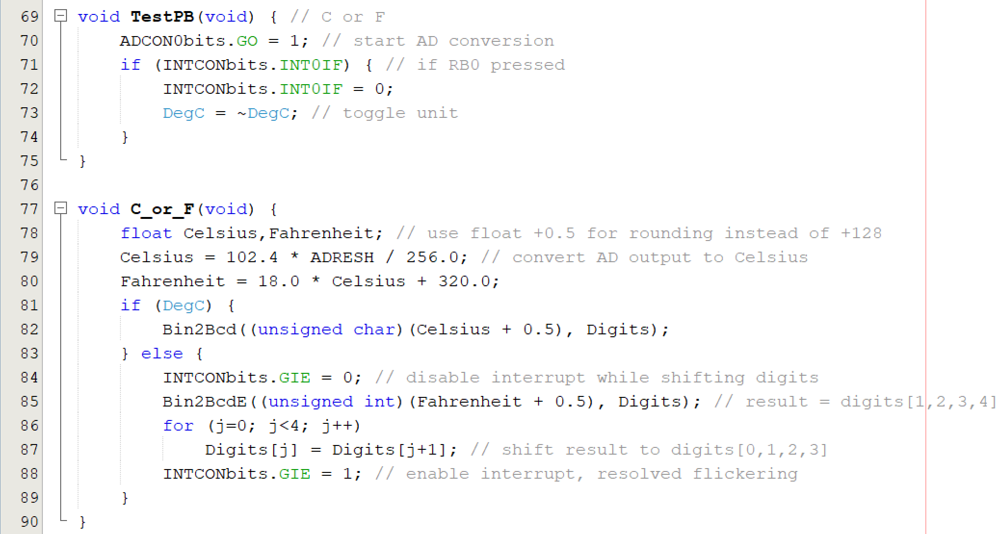 69 void TestPB(void) { // C or F
70     ADCON0bits.GO = 1; // start AD conversion
71     if (INTCONbits.INT0IF) { // if RB0 pressed
72         INTCONbits.INT0IF = 0;
73         DegC = ~DegC; // toggle unit
74     }
75 }
76
77 void C_or_F(void) {
78     float Celsius,Fahrenheit; // use float +0.5 for rounding instead of +128
79     Celsius = 102.4 * ADRESH / 256.0; // convert AD output to Celsius
80     Fahrenheit = 18.0 * Celsius + 320.0;
81     if (DegC) {
82         Bin2Bcd((unsigned char)(Celsius + 0.5), Digits);
83     } else {
84         INTCONbits.GIE = 0; // disable interrupt while shifting digits
85         Bin2BcdE((unsigned int)(Fahrenheit + 0.5), Digits); // result = digits[1,2,3,4]
86         for (j=0; j<4; j++)
87             Digits[j] = Digits[j+1]; // shift result to digits[0,1,2,3]
88         INTCONbits.GIE = 1; // enable interrupt, resolved flickering
89     }
90 }